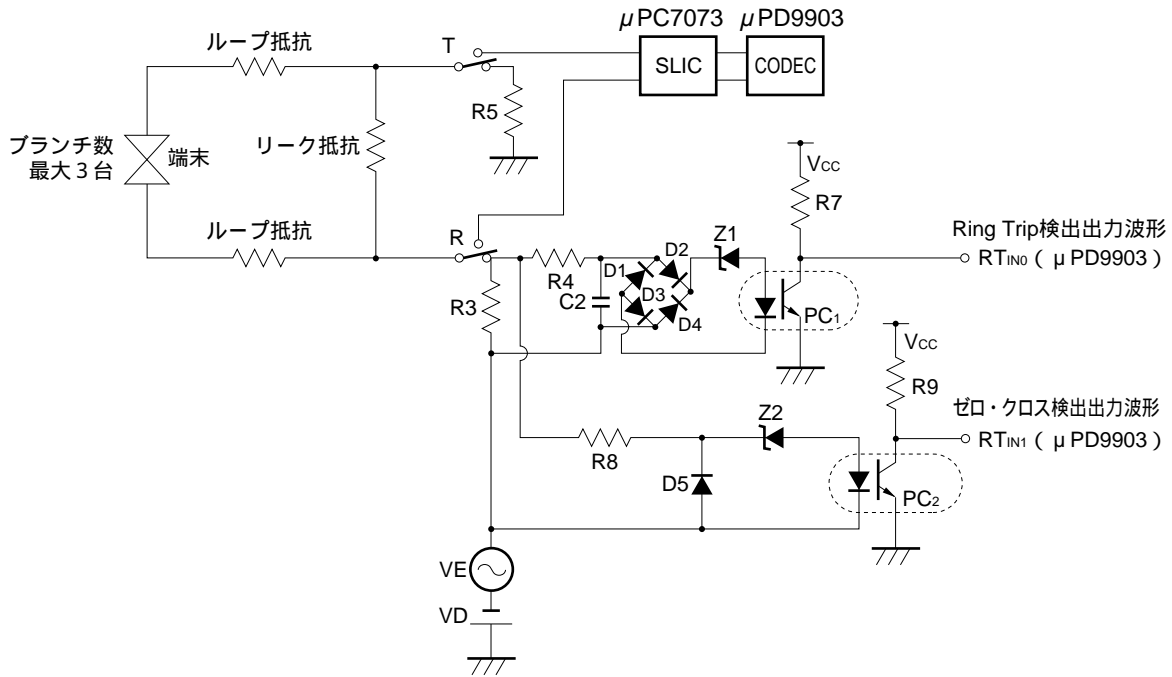 μPC7073
μPD9903
ループ抵抗
T
SLIC
CODEC
R5
ブランチ数
最大3台
端末
リーク抵抗
VCC
R7
ループ抵抗
R
Ring Trip検出出力波形
RTIN0(μPD9903)
R4
D1
D2
D3
D4
Z1
C2
R3
PC1
VCC
R9
ゼロ・クロス検出出力波形
RTIN1(μPD9903)
Z2
R8
D5
PC2
VE
VD